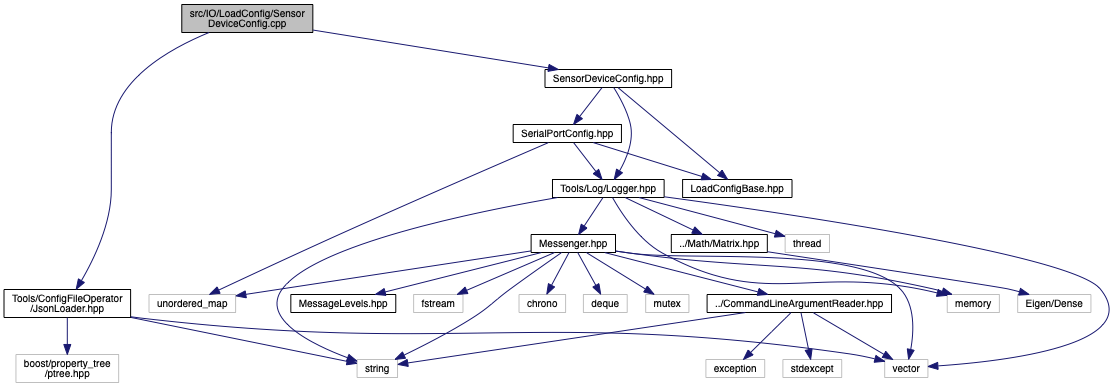 src/IO/LoadConfig/Sensor
DeviceConfig.cpp
SensorDeviceConfig.hpp
SerialPortConfig.hpp
Tools/Log/Logger.hpp
LoadConfigBase.hpp
Messenger.hpp
../Math/Matrix.hpp
thread
Tools/ConfigFileOperator
/JsonLoader.hpp
unordered_map
MessageLevels.hpp
fstream
chrono
deque
mutex
../CommandLineArgumentReader.hpp
memory
Eigen/Dense
boost/property_tree
/ptree.hpp
string
exception
stdexcept
vector